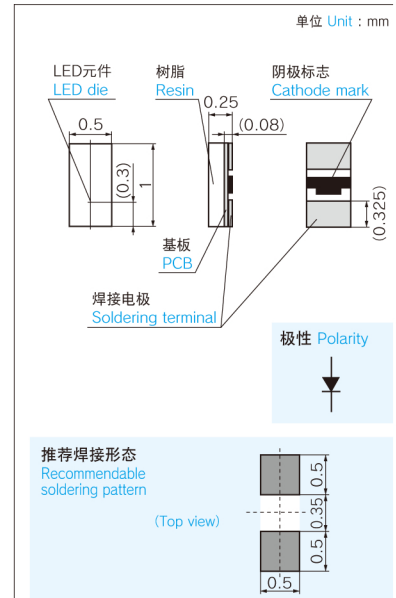 单位 Unit : mm
LED元件
LED die
树脂
Resin
阴极标志
Cathode mark
0.25
(0.08)
0.5
(0.3)
1
(0.325)
基板
PCB
焊接电极
Soldering terminal
极性 Polarity
推荐焊接形态
Recommendable
soldering pattern
(Top view)
0.5
0.35
0.5
0.5